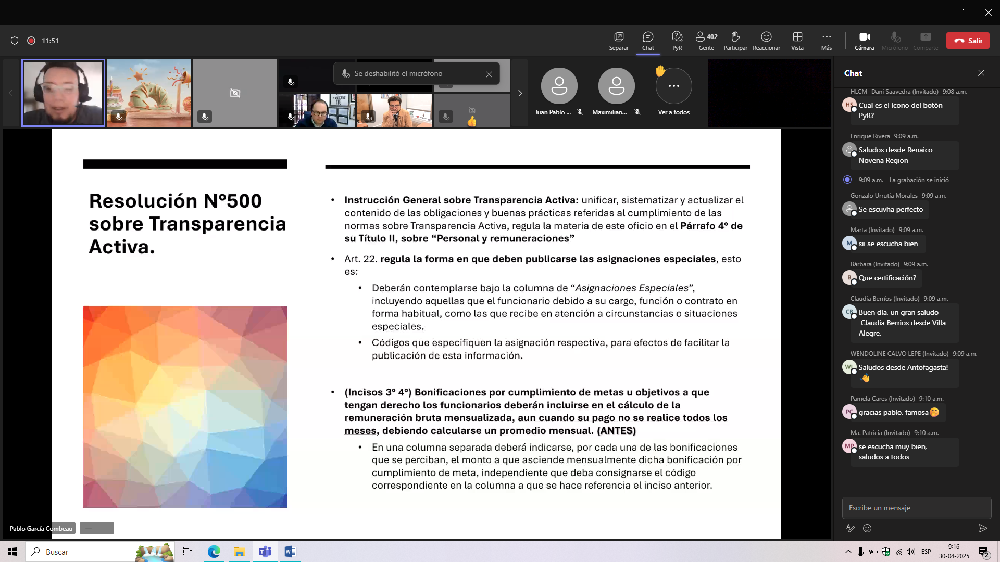 11:51
Separar
Chat
PyR
402
Gente
Participar
Reaccionar
Vista
Más
Cámara
Micrófono
Comparte
Salir
Se deshabilitó el micrófono
IS WATCHING
YOU
Juan Pablo ...
Maximilian...
Ver a todos
Resolución N°500
sobre Transparencia
Activa.
• Instrucción General sobre Transparencia Activa: unificar, sistematizar y actualizar el
contenido de las obligaciones y buenas prácticas referidas al cumplimiento de las
normas sobre Transparencia Activa, regula la materia de este oficio en el Párrafo 4° de
su Título II, sobre “Personal y remuneraciones”
• Art. 22. regula la forma en que deben publicarse las asignaciones especiales, esto
es:
• Deberán contemplarse bajo la columna de “Asignaciones Especiales”,
incluyendo aquellas que el funcionario debido a su cargo, función o contrato en
forma habitual, como las que recibe en atención a circunstancias o situaciones
especiales.
• Códigos que especifiquen la asignación respectiva, para efectos de facilitar la
publicación de esta información.
• (Incisos 3° 4°) Bonificaciones por cumplimiento de metas u objetivos a que
tengan derecho los funcionarios deberán incluirse en el cálculo de la
remuneración bruta mensualizada, aun cuando su pago no se realice todos los
meses, debiendo calcularse un promedio mensual. (ANTES)
• En una columna separada deberá indicarse, por cada una de las bonificaciones
que se perciban, el monto a que asciende mensualmente dicha bonificación por
cumplimiento de meta, independiente que deba consignarse el código
correspondiente en la columna a que se hace referencia el inciso anterior.
Pablo García Combeau
Chat
HLCM- Dani Saavedra (Invitado) 9:08 a.m.
HS
Cual es el ícono del botón
PyR?
Enrique Rivera 9:09 a.m.
Saludos desde Renaico
Novena Region
9:09 a.m. La grabación se inició
Gonzalo Urrutia Morales 9:09 a.m.
Se escuvha perfecto
Marta (Invitado) 9:09 a.m.
M
sii se escucha bien
Bárbara (Invitado) 9:09 a.m.
B
Que certificación?
Claudia Berríos (Invitado) 9:09 a.m.
CB
Buen día, un gran saludo
Claudia Berrios desde Villa
Alegre.
WENDOLINE CALVO LEPE (Invitado) 9:09 a.m.
WL
Saludos desde Antofagasta!
Pamela Cares (Invitado) 9:10 a.m.
PC
gracias pablo, famosa
Ma. Patricia (Invitado) 9:10 a.m.
MP
se escucha muy bien,
saludos a todos
Escribe un mensaje
Buscar
ESP
9:16
30-04-2025
2